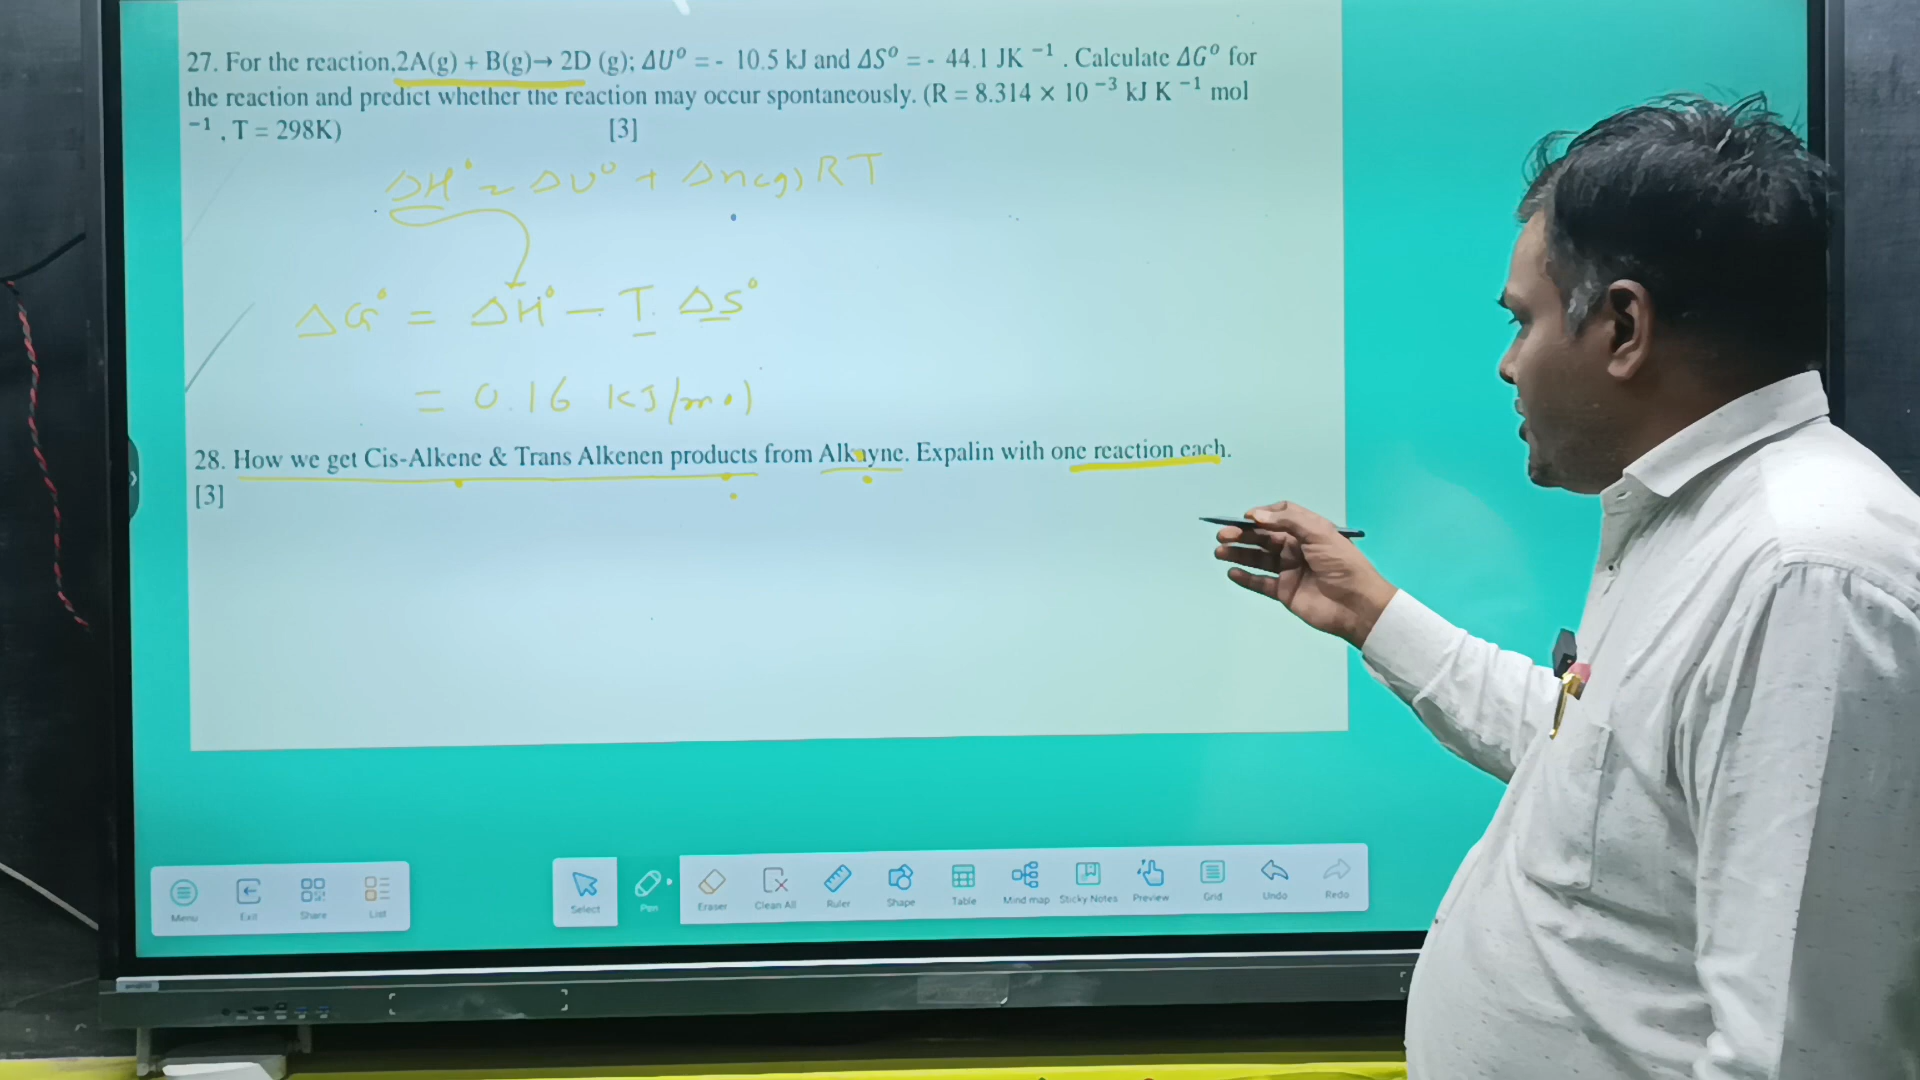 27. For the reaction,2A(g) + B(g)→ 2D (g); ΔU⁰ = - 10.5 kJ and ΔS⁰ = - 44.1 JK ⁻¹ . Calculate ΔG⁰ for
the reaction and predict whether the reaction may occur spontaneously. (R = 8.314 × 10 ⁻³ kJ K ⁻¹ mol
⁻¹ , T = 298K) [3]
ΔH° = ΔU⁰ + Δn(g) RT
ΔG° = ΔH° – T. ΔS°
= 0.16 kJ/mol
28. How we get Cis-Alkene & Trans Alkenen products from Alkayne. Expalin with one reaction each.
[3]
Menu Exit Share List Select Pen Eraser Clean All Ruler Shape Table Mind map Sticky Notes Preview Grid Undo Redo